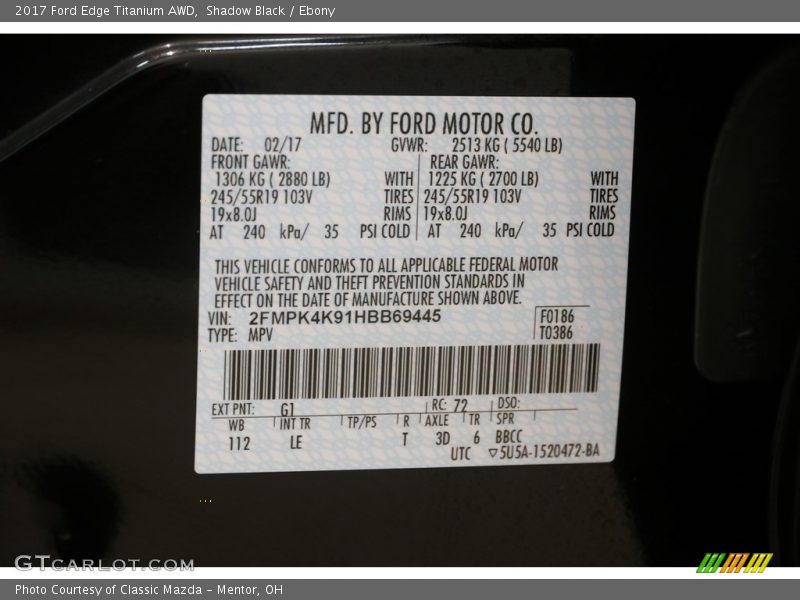 2017 Ford Edge Titanium AWD, Shadow Black / Ebony
MFD. BY FORD MOTOR CO.
DATE: 02/17 GVWR: 2513 KG ( 5540 LB)
FRONT GAWR: REAR GAWR:
1306 KG ( 2880 LB) WITH 1225 KG ( 2700 LB) WITH
245/55R19 103V TIRES 245/55R19 103V TIRES
19x8.0J RIMS 19x8.0J RIMS
AT 240 kPa/ 35 PSI COLD AT 240 kPa/ 35 PSI COLD
THIS VEHICLE CONFORMS TO ALL APPLICABLE FEDERAL MOTOR
VEHICLE SAFETY AND THEFT PREVENTION STANDARDS IN
EFFECT ON THE DATE OF MANUFACTURE SHOWN ABOVE.
VIN: 2FMPK4K91HBB69445 F0186
TYPE: MPV T0386
EXT PNT: G1 RC: 72 DSO:
WB INT TR TP/PS R AXLE TR SPR
112 LE T 3D 6 BBCC
UTC ▽5U5A-1520472-BA
GTCARLOT.COM
Photo Courtesy of Classic Mazda - Mentor, OH